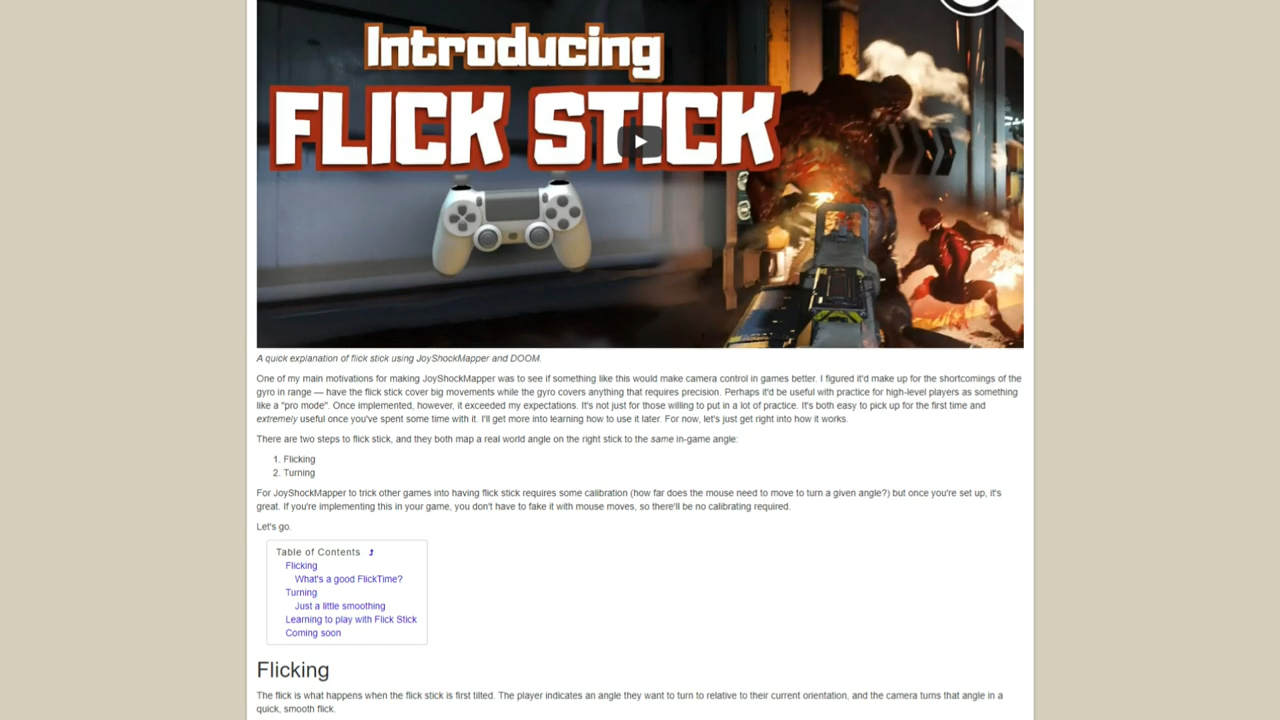 Introducing
FLICK STICK
A quick explanation of flick stick using JoyShockMapper and DOOM.
One of my main motivations for making JoyShockMapper was to see if something like this would make camera control in games better. I figured it'd make up for the shortcomings of the
gyro in range — have the flick stick cover big movements while the gyro covers anything that requires precision. Perhaps it'd be useful with practice for high-level players as something
like a "pro mode". Once implemented, however, it exceeded my expectations. It's not just for those willing to put in a lot of practice. It's both easy to pick up for the first time and
extremely useful once you've spent some time with it. I'll get more into learning how to use it later. For now, let's just get right into how it works.
There are two steps to flick stick, and they both map a real world angle on the right stick to the same in-game angle:
1. Flicking
2. Turning
For JoyShockMapper to trick other games into having flick stick requires some calibration (how far does the mouse need to move to turn a given angle?) but once you're set up, it's
great. If you're implementing this in your game, you don't have to fake it with mouse moves, so there'll be no calibrating required.
Let's go.
Table of Contents
Flicking
What's a good FlickTime?
Turning
Just a little smoothing
Learning to play with Flick Stick
Coming soon
Flicking
The flick is what happens when the flick stick is first tilted. The player indicates an angle they want to turn to relative to their current orientation, and the camera turns that angle in a
quick, smooth flick.